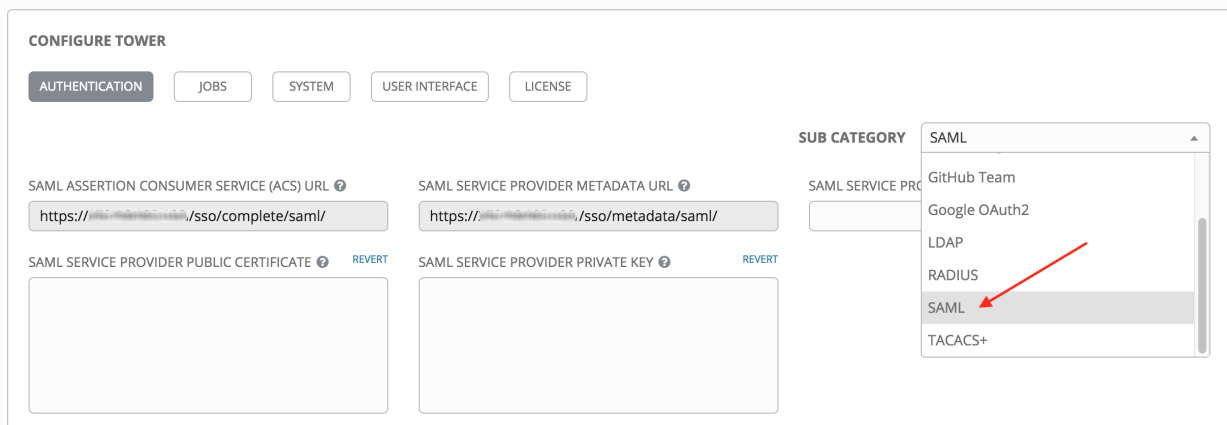 CONFIGURE TOWER
AUTHENTICATION JOBS SYSTEM USER INTERFACE LICENSE
SUB CATEGORY SAML
SAML ASSERTION CONSUMER SERVICE (ACS) URL SAML SERVICE PROVIDER METADATA URL SAML SERVICE
https:// /sso/complete/saml/ https:// /sso/metadata/saml/
SAML SERVICE PROVIDER PUBLIC CERTIFICATE REVERT SAML SERVICE PROVIDER PRIVATE KEY REVERT
GitHub Team
Google OAuth2
LDAP
RADIUS
SAML
TACACS+